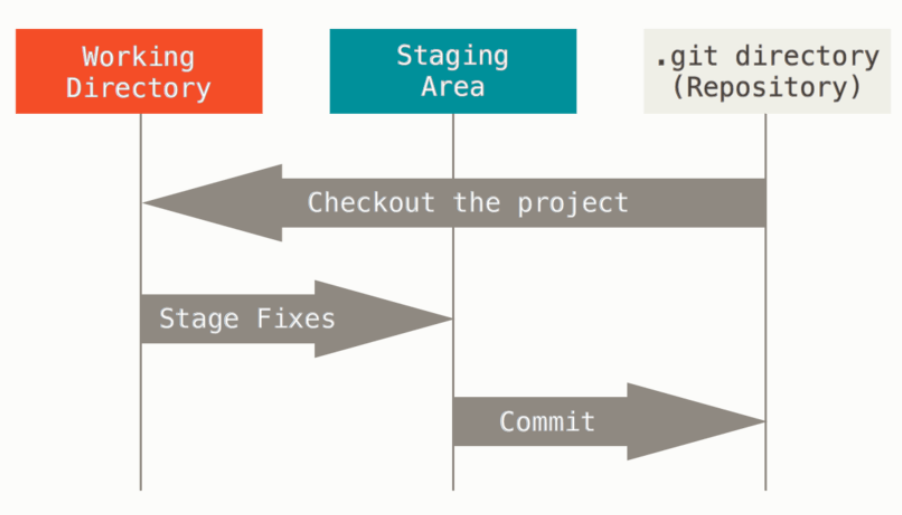 Working
Directory
Staging
Area
.git directory
(Repository)
Checkout the project
Stage Fixes
Commit